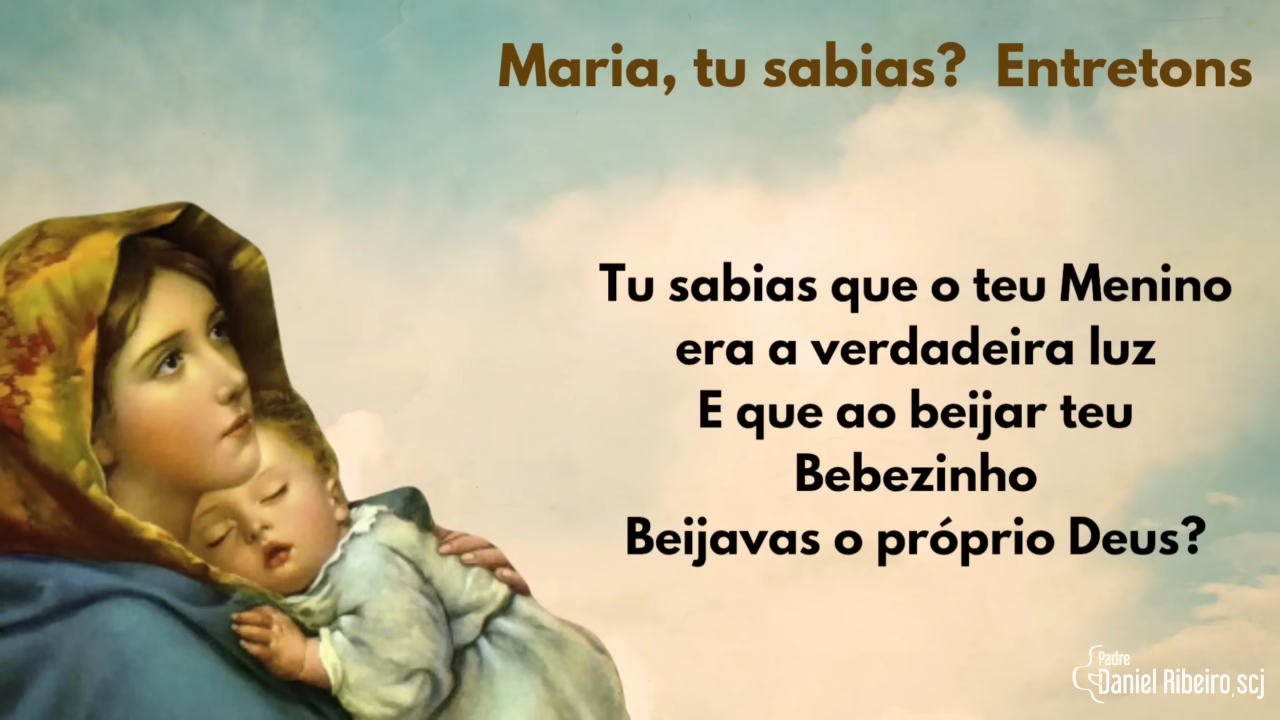 Maria, tu sabias? Entretons
Tu sabias que o teu Menino
era a verdadeira luz
E que ao beijar teu
Bebezinho
Beijavas o próprio Deus?
Padre
Daniel Ribeiro, scj